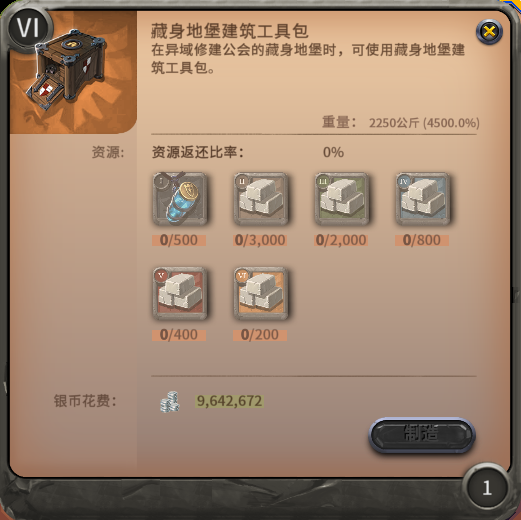 VI
藏身地堡建筑工具包
在异域修建公会的藏身地堡时，可使用藏身地堡建
筑工具包。
重量： 2250公斤 (4500.0%)
资源: 资源返还比率： 0%
I II III IV
0/500 0/3,000 0/2,000 0/800
V VI
0/400 0/200
银币花费： 9,642,672
制造
1